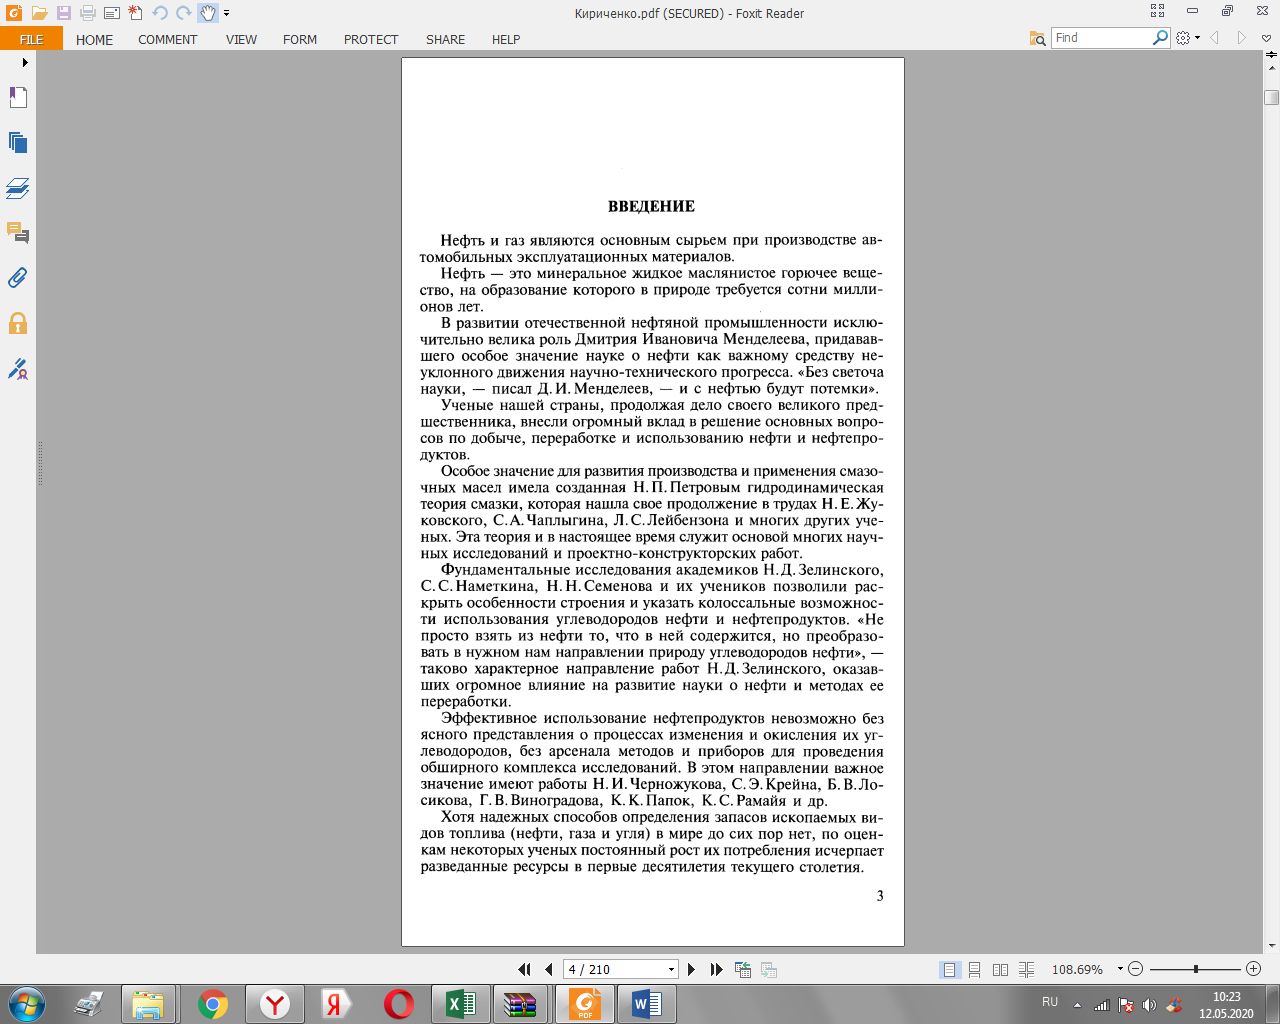 Кириченко.pdf (SECURED) - Foxit Reader
FILE HOME COMMENT VIEW FORM PROTECT SHARE HELP Find
ВВЕДЕНИЕ
Нефть и газ являются основным сырьем при производстве ав-
томобильных эксплуатационных материалов.
Нефть — это минеральное жидкое маслянистое горючее веще-
ство, на образование которого в природе требуется сотни милли-
онов лет.
В развитии отечественной нефтяной промышленности исклю-
чительно велика роль Дмитрия Ивановича Менделеева, придавав-
шего особое значение науке о нефти как важному средству не-
уклонного движения научно-технического прогресса. «Без светоча
науки, — писал Д. И. Менделеев, — и с нефтью будут потемки».
Ученые нашей страны, продолжая дело своего великого пред-
шественника, внесли огромный вклад в решение основных вопро-
сов по добыче, переработке и использованию нефти и нефтепро-
дуктов.
Особое значение для развития производства и применения смазо-
чных масел имела созданная Н. П. Петровым гидродинамическая
теория смазки, которая нашла свое продолжение в трудах Н. Е. Жу-
ковского, С. А. Чаплыгина, Л. С. Лейбензона и многих других уче-
ных. Эта теория и в настоящее время служит основой многих науч-
ных исследований и проектно-конструкторских работ.
Фундаментальные исследования академиков Н. Д. Зелинского,
С. С. Наметкина, Н. Н. Семенова и их учеников позволили рас-
крыть особенности строения и указать колоссальные возможнос-
ти использования углеводородов нефти и нефтепродуктов. «Не
просто взять из нефти то, что в ней содержится, но преобразо-
вать в нужном нам направлении природу углеводородов нефти», —
таково характерное направление работ Н. Д. Зелинского, оказав-
ших огромное влияние на развитие науки о нефти и методах ее
переработки.
Эффективное использование нефтепродуктов невозможно без
ясного представления о процессах изменения и окисления их уг-
леводородов, без арсенала методов и приборов для проведения
обширного комплекса исследований. В этом направлении важное
значение имеют работы Н. И. Черножукова, С. Э. Крейна, Б. В. Ло-
сикова, Г. В. Виноградова, К. К. Папок, К. С. Рамайя и др.
Хотя надежных способов определения запасов ископаемых ви-
дов топлива (нефти, газа и угля) в мире до сих пор нет, по оцен-
кам некоторых ученых постоянный рост их потребления исчерпает
разведанные ресурсы в первые десятилетия текущего столетия.
3
4 / 210 108.69%
RU 10:23
12.05.2020